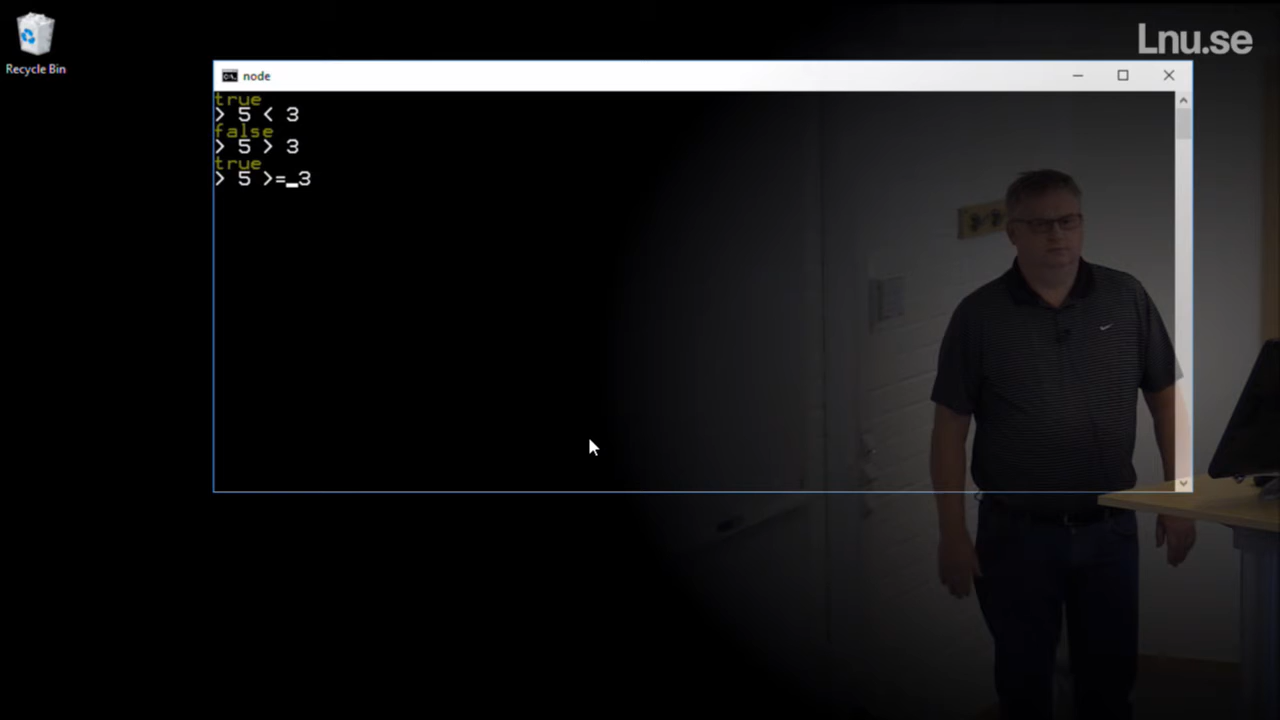 Lnu.se
Recycle Bin
node
true
> 5 < 3
false
> 5 > 3
true
> 5 >= 3